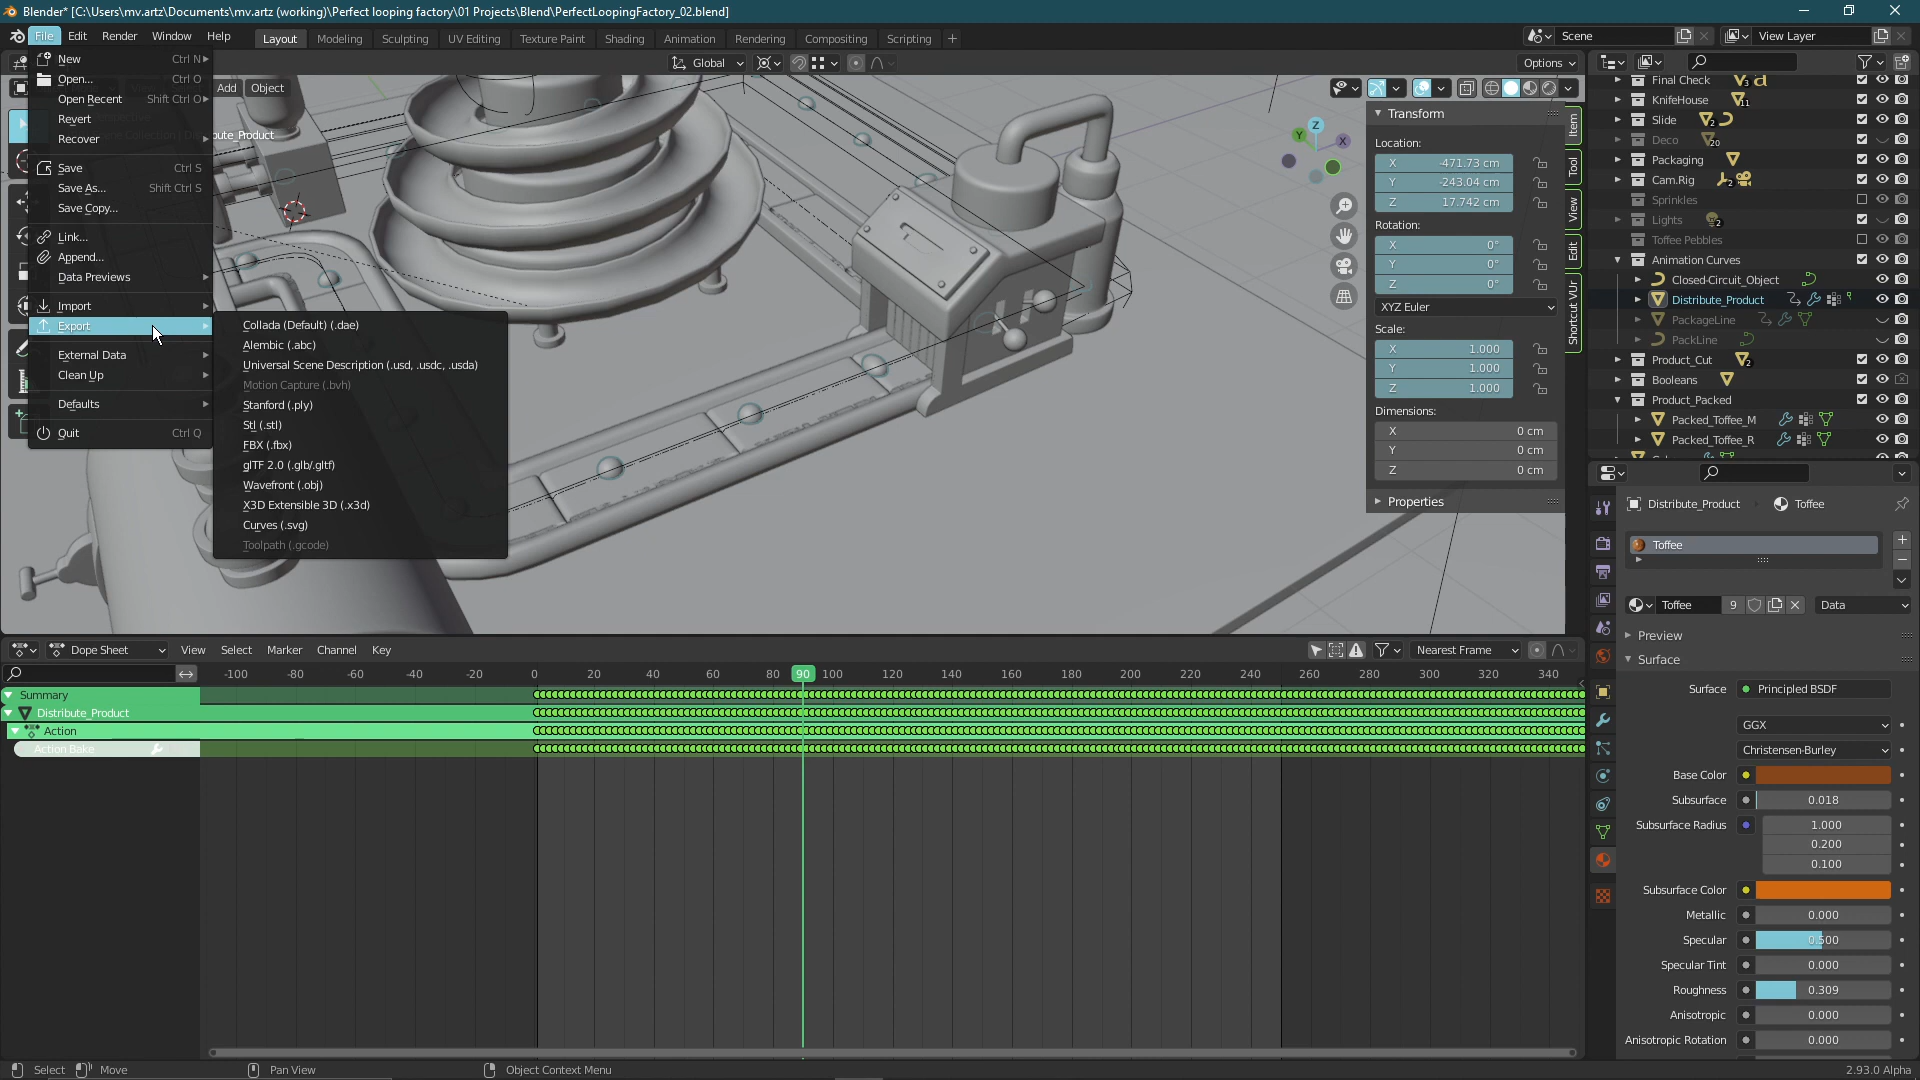 Blender* [C:\Users\mv.artz\Documents\mv.artz (working)\Perfect looping factory\01 Projects\Blend\PerfectLoopingFactory_02.blend]
File Edit Render Window Help
Layout Modeling Sculpting UV Editing Texture Paint Shading Animation Rendering Compositing Scripting +
Scene
View Layer
Global
Options
Add Object
bute_Product
New Ctrl N
Open... Ctrl O
Open Recent Shift Ctrl O
Revert
Recover
Save Ctrl S
Save As... Shift Ctrl S
Save Copy...
Link...
Append...
Data Previews
Import
Export
External Data
Clean Up
Defaults
Quit Ctrl Q
Collada (Default) (.dae)
Alembic (.abc)
Universal Scene Description (.usd, .usdc, .usda)
Motion Capture (.bvh)
Stanford (.ply)
Stl (.stl)
FBX (.fbx)
glTF 2.0 (.glb/.gltf)
Wavefront (.obj)
X3D Extensible 3D (.x3d)
Curves (.svg)
Toolpath (.gcode)
Z
Y
X
Transform
Location:
X -471.73 cm
Y -243.04 cm
Z 17.742 cm
Rotation:
X 0°
Y 0°
Z 0°
XYZ Euler
Scale:
X 1.000
Y 1.000
Z 1.000
Dimensions:
X 0 cm
Y 0 cm
Z 0 cm
Properties
Item
Tool
View
Edit
Shortcut VUr
Final Check 3
KnifeHouse 11
Slide 2
Deco 20
Packaging
Cam.Rig 2
Sprinkles
Lights 2
Toffee Pebbles
Animation Curves
Closed-Circuit_Object
Distribute_Product
PackageLine
PackLine
Product_Cut 2
Booleans
Product_Packed
Packed_Toffee_M
Packed_Toffee_R
Distribute_Product Toffee
Toffee
Toffee 9 Data
Preview
Surface
Surface Principled BSDF
GGX
Christensen-Burley
Base Color
Subsurface 0.018
Subsurface Radius 1.000
0.200
0.100
Subsurface Color
Metallic 0.000
Specular 0.500
Specular Tint 0.000
Roughness 0.309
Anisotropic 0.000
Anisotropic Rotation 0.000
Dope Sheet View Select Marker Channel Key
Nearest Frame
-100 -80 -60 -40 -20 0 20 40 60 80 90 100 120 140 160 180 200 220 240 260 280 300 320 340
Summary
Distribute_Product
Action
Action Bake
Select Move Pan View Object Context Menu
2.93.0 Alpha